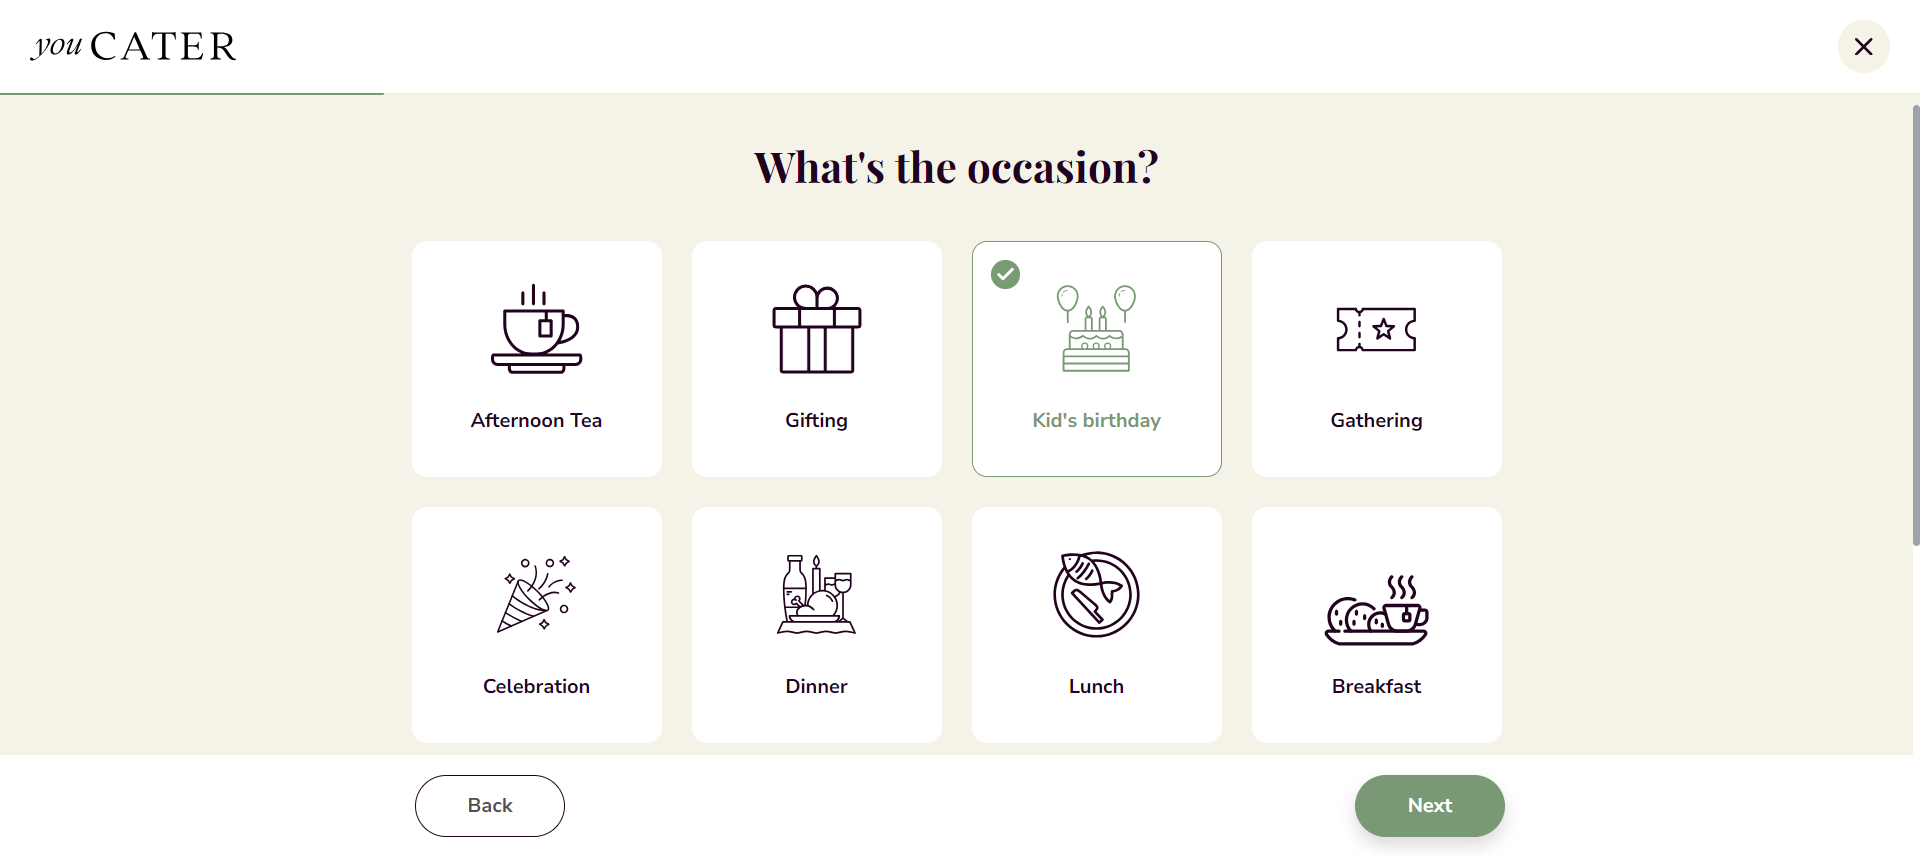 you CATER
What's the occasion?
Afternoon Tea
Gifting
Kid's birthday
Gathering
Celebration
Dinner
Lunch
Breakfast
Back
Next